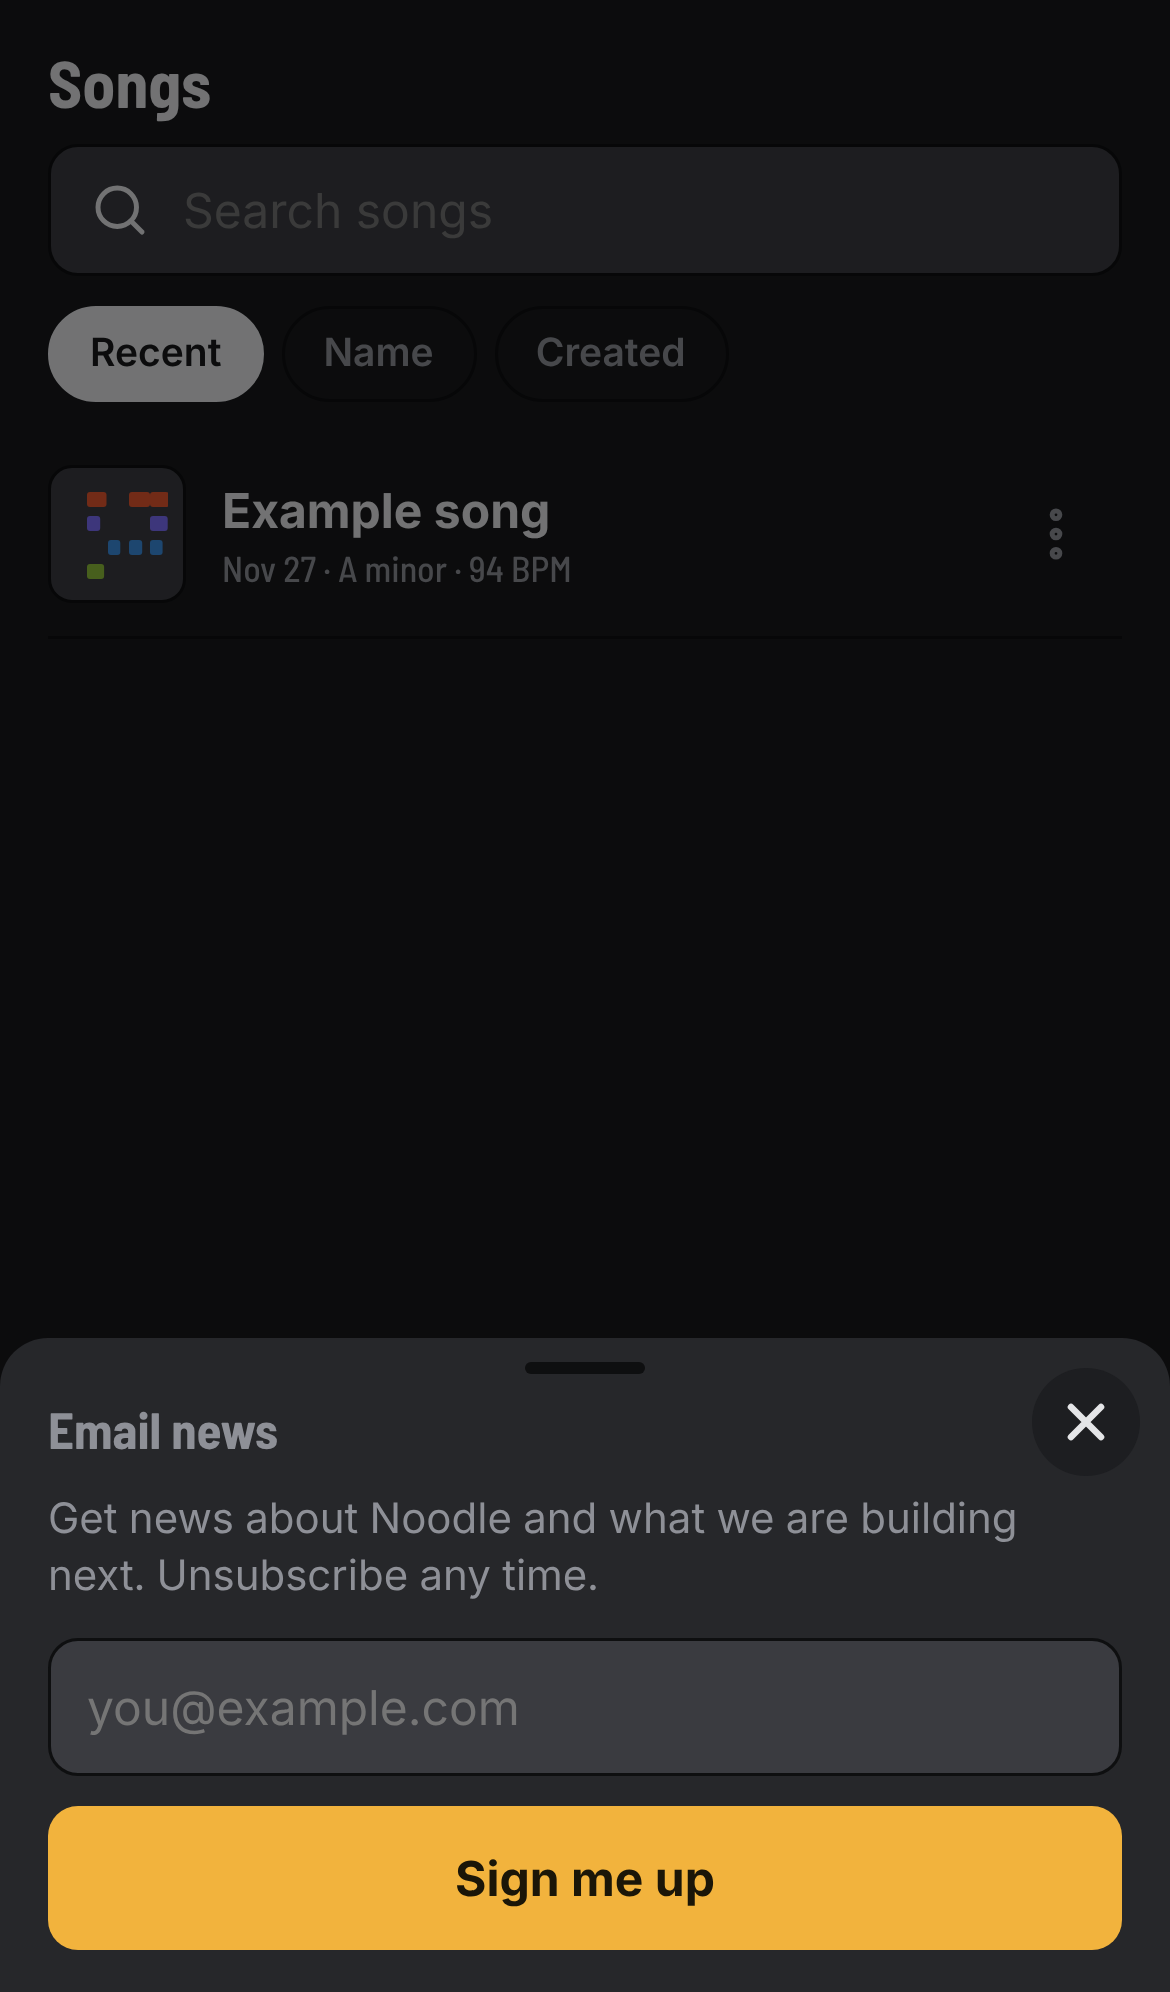 Songs
Search songs
Recent
Name
Created
Example song
Nov 27 · A minor · 94 BPM
Email news
Get news about Noodle and what we are building
next. Unsubscribe any time.
you@example.com
Sign me up